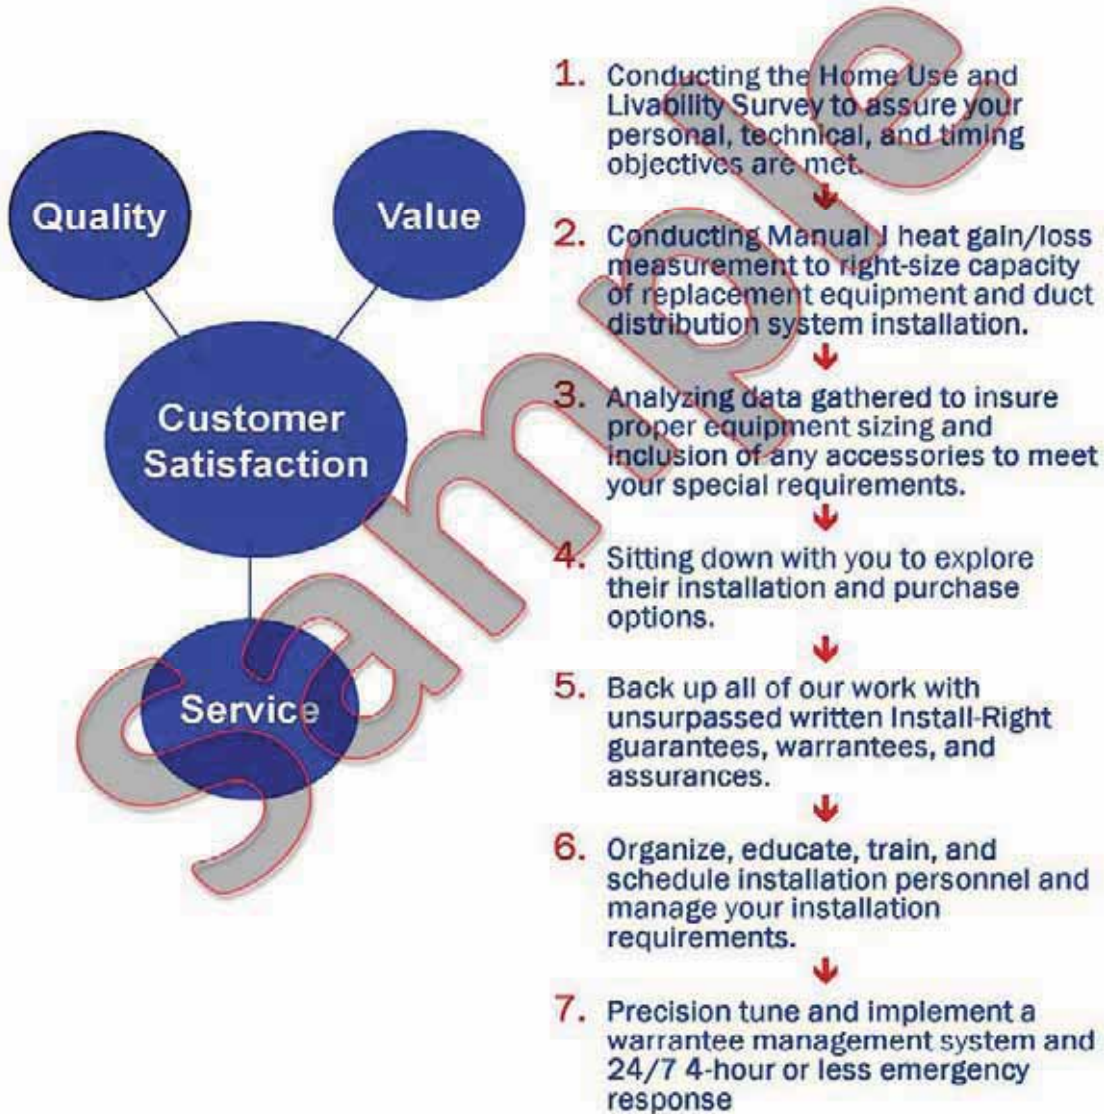 Quality
Value
Customer
Satisfaction
Service
1. Conducting the Home Use and
Livability Survey to assure your
personal, technical, and timing
objectives are met.
2. Conducting Manual J heat gain/loss
measurement to right-size capacity
of replacement equipment and duct
distribution system installation.
3. Analyzing data gathered to insure
proper equipment sizing and
inclusion of any accessories to meet
your special requirements.
4. Sitting down with you to explore
their installation and purchase
options.
5. Back up all of our work with
unsurpassed written Install-Right
guarantees, warrantees, and
assurances.
6. Organize, educate, train, and
schedule installation personnel and
manage your installation
requirements.
7. Precision tune and implement a
warrantee management system and
24/7 4-hour or less emergency
response
Sample